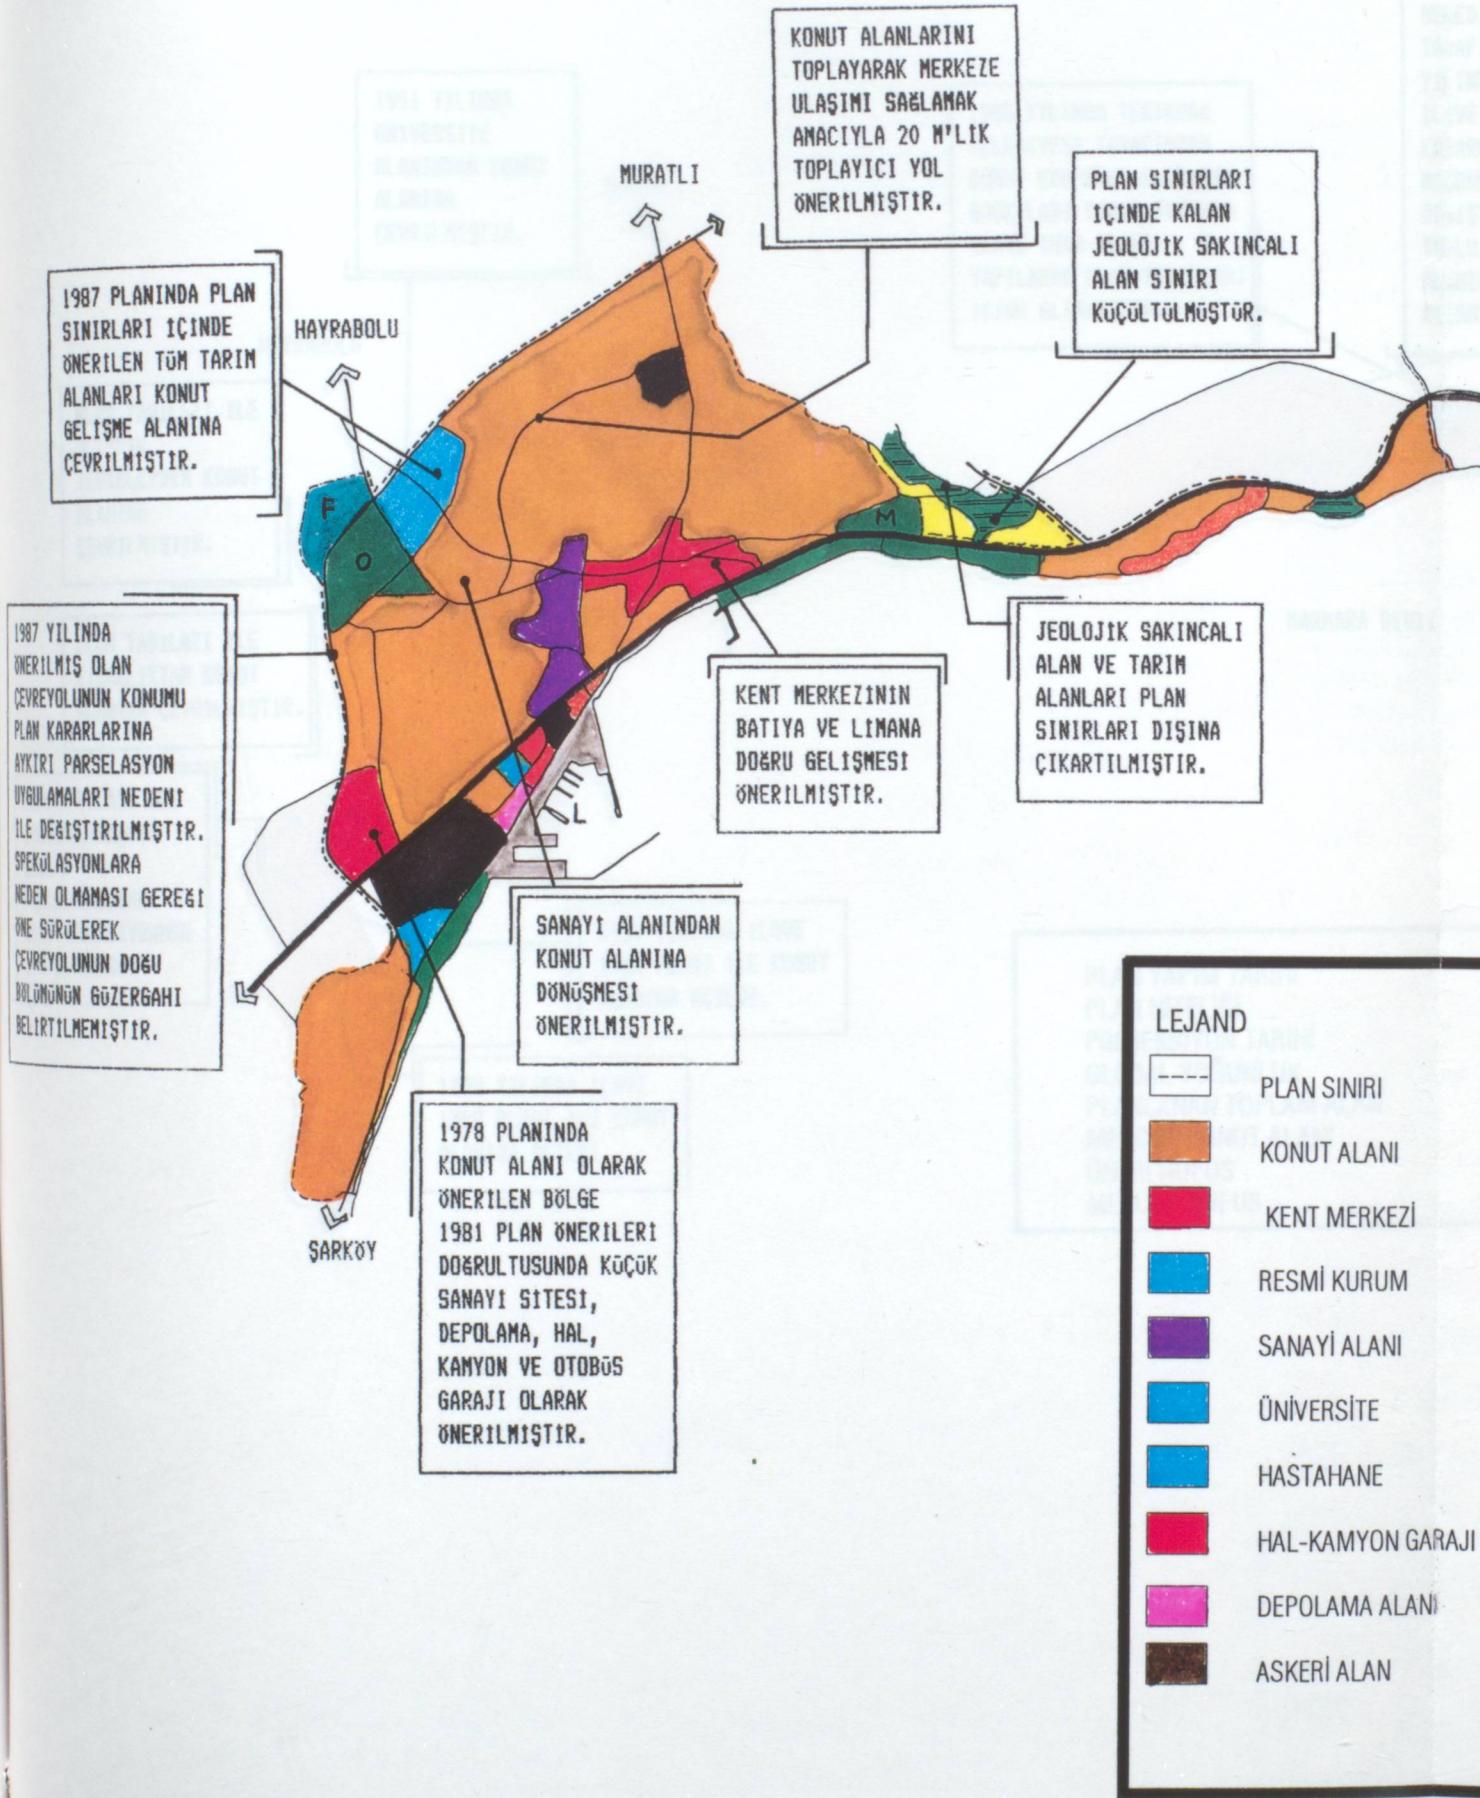 KONUT ALANLARINI
TOPLAYARAK MERKEZE
ULAŞIMI SAĞLAMAK
AMACIYLA 20 M'LİK
TOPLAYICI YOL
ÖNERİLMİŞTİR.
MURATLI
PLAN SINIRLARI
İÇİNDE KALAN
JEOLOJİK SAKINCALI
ALAN SINIRI
KÜÇÜLTÜLMÜŞTÜR.
1987 PLANINDA PLAN
SINIRLARI İÇİNDE
ÖNERİLEN TÜM TARIM
ALANLARI KONUT
GELİŞME ALANINA
ÇEVRİLMİŞTİR.
HAYRABOLU
F
O
M
L
1987 YILINDA
ÖNERİLMİŞ OLAN
ÇEVREYOLUNUN KONUMU
PLAN KARARLARINA
AYKIRI PARSELASYON
UYGULAMALARI NEDENİ
İLE DEĞİŞTİRİLMİŞTİR.
SPEKÜLASYONLARA
NEDEN OLMAMASI GEREĞİ
ÖNE SÜRÜLEREK
ÇEVREYOLUNUN DOĞU
BÖLÜMÜNÜN GÜZERGAHI
BELİRTİLMEMİŞTİR.
KENT MERKEZİNİN
BATIYA VE LİMANA
DOĞRU GELİŞMESİ
ÖNERİLMİŞTİR.
JEOLOJİK SAKINCALI
ALAN VE TARIM
ALANLARI PLAN
SINIRLARI DIŞINA
ÇIKARTILMIŞTIR.
SANAYİ ALANINDAN
KONUT ALANINA
DÖNÜŞMESİ
ÖNERİLMİŞTİR.
1978 PLANINDA
KONUT ALANI OLARAK
ÖNERİLEN BÖLGE
1981 PLAN ÖNERİLERİ
DOĞRULTUSUNDA KÜÇÜK
SANAYİ SİTESİ,
DEPOLAMA, HAL,
KAMYON VE OTOBÜS
GARAJI OLARAK
ÖNERİLMİŞTİR.
ŞARKÖY
LEJAND
PLAN SINIRI
KONUT ALANI
KENT MERKEZİ
RESMİ KURUM
SANAYİ ALANI
ÜNİVERSİTE
HASTAHANE
HAL-KAMYON GARAJI
DEPOLAMA ALANI
ASKERİ ALAN